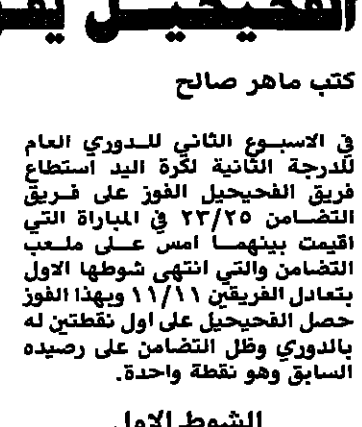 الفحيحيل يف
كتب ماهر صالح
في الاسبوع الثاني للدوري العام
للدرجة الثانية لكرة اليد استطاع
فريق الفحيحيل الفوز على فريق
التضامن ٢٣/٢٥ في المباراة التي
اقيمت بينهما امس على ملعب
التضامن والتي انتهى شوطها الاول
بتعادل الفريقين ١١/١١ وبهذا الفوز
حصل الفحيحيل على اول نقطتين له
بالدوري وظل التضامن على رصيده
السابق وهو نقطة واحدة.
الشوط الاول